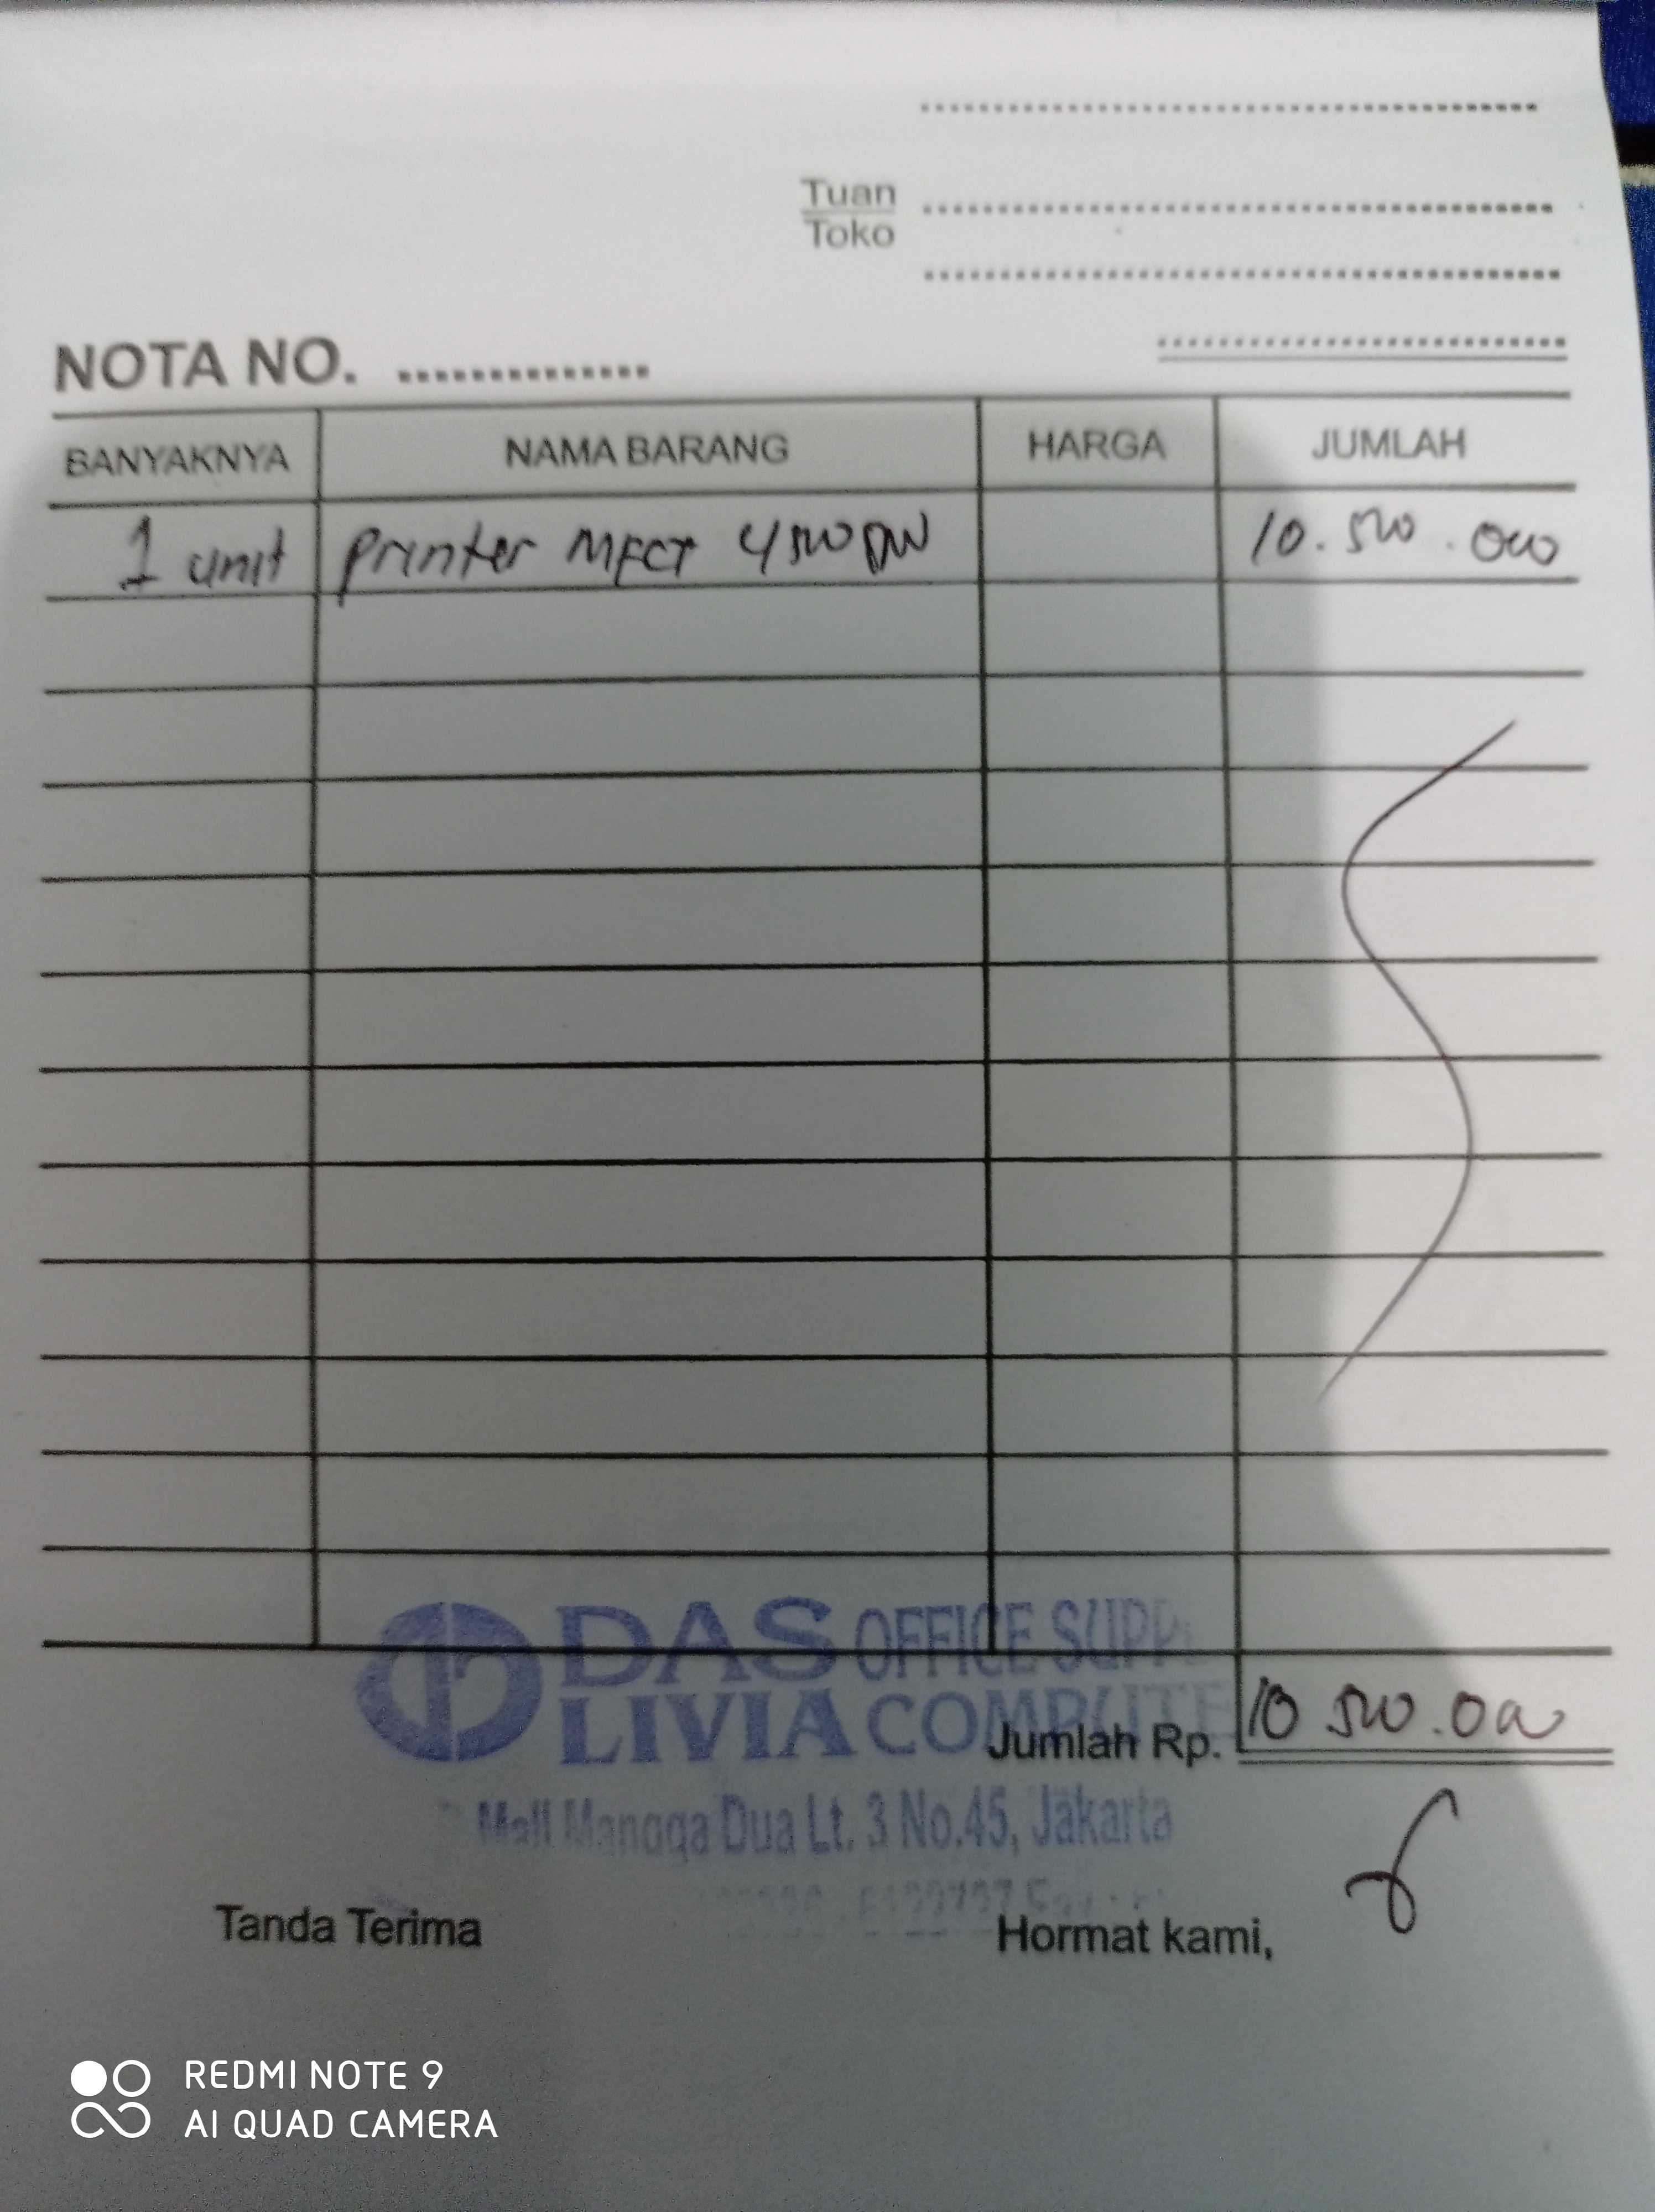 Tuan
Toko
NOTA NO. ..............
BANYAKNYA NAMA BARANG HARGA JUMLAH
1 unit printer MFCT 4500DW 10.500.000
DAS OFFICE SUPP
LIVIA COMPUTE
Jumlah Rp. 10 500.000
Mall Mangga Dua Lt. 3 No.45, Jakarta
Tanda Terima Hormat kami,
REDMI NOTE 9
AI QUAD CAMERA